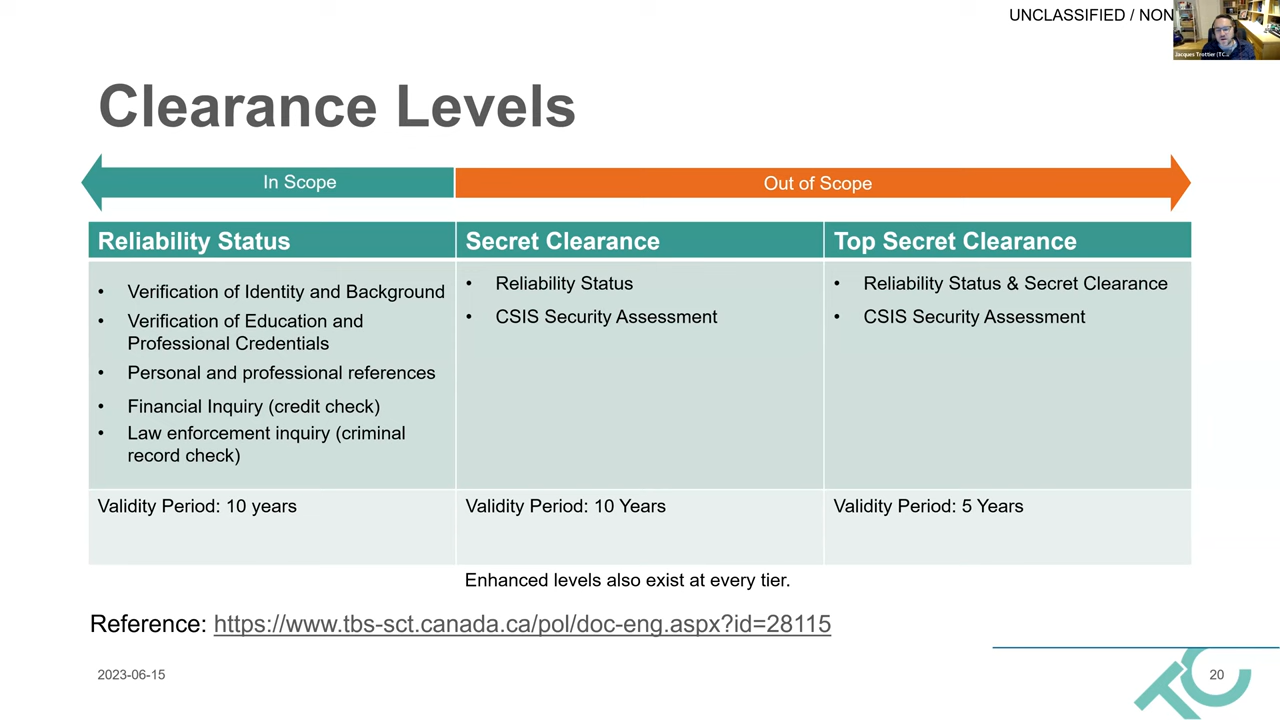 UNCLASSIFIED / NON
Jacques Trottier (TC...
Clearance Levels
In Scope
Out of Scope
Reliability Status
Secret Clearance
Top Secret Clearance
• Verification of Identity and Background
• Verification of Education and
Professional Credentials
• Personal and professional references
• Financial Inquiry (credit check)
• Law enforcement inquiry (criminal
record check)
• Reliability Status
• CSIS Security Assessment
• Reliability Status & Secret Clearance
• CSIS Security Assessment
Validity Period: 10 years
Validity Period: 10 Years
Validity Period: 5 Years
Enhanced levels also exist at every tier.
Reference: https://www.tbs-sct.canada.ca/pol/doc-eng.aspx?id=28115
2023-06-15
TC
20